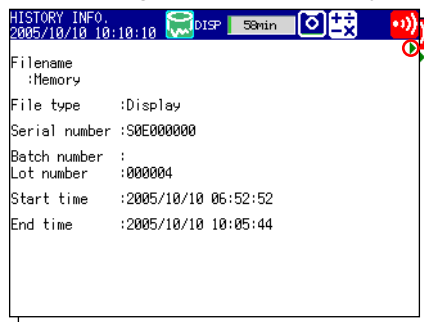 HISTORY INFO.
2005/10/10 10:10:10 DISP 58min
Filename
:Memory
File type :Display
Serial number :S0E000000
Batch number :
Lot number :000004
Start time :2005/10/10 06:52:52
End time :2005/10/10 10:05:44